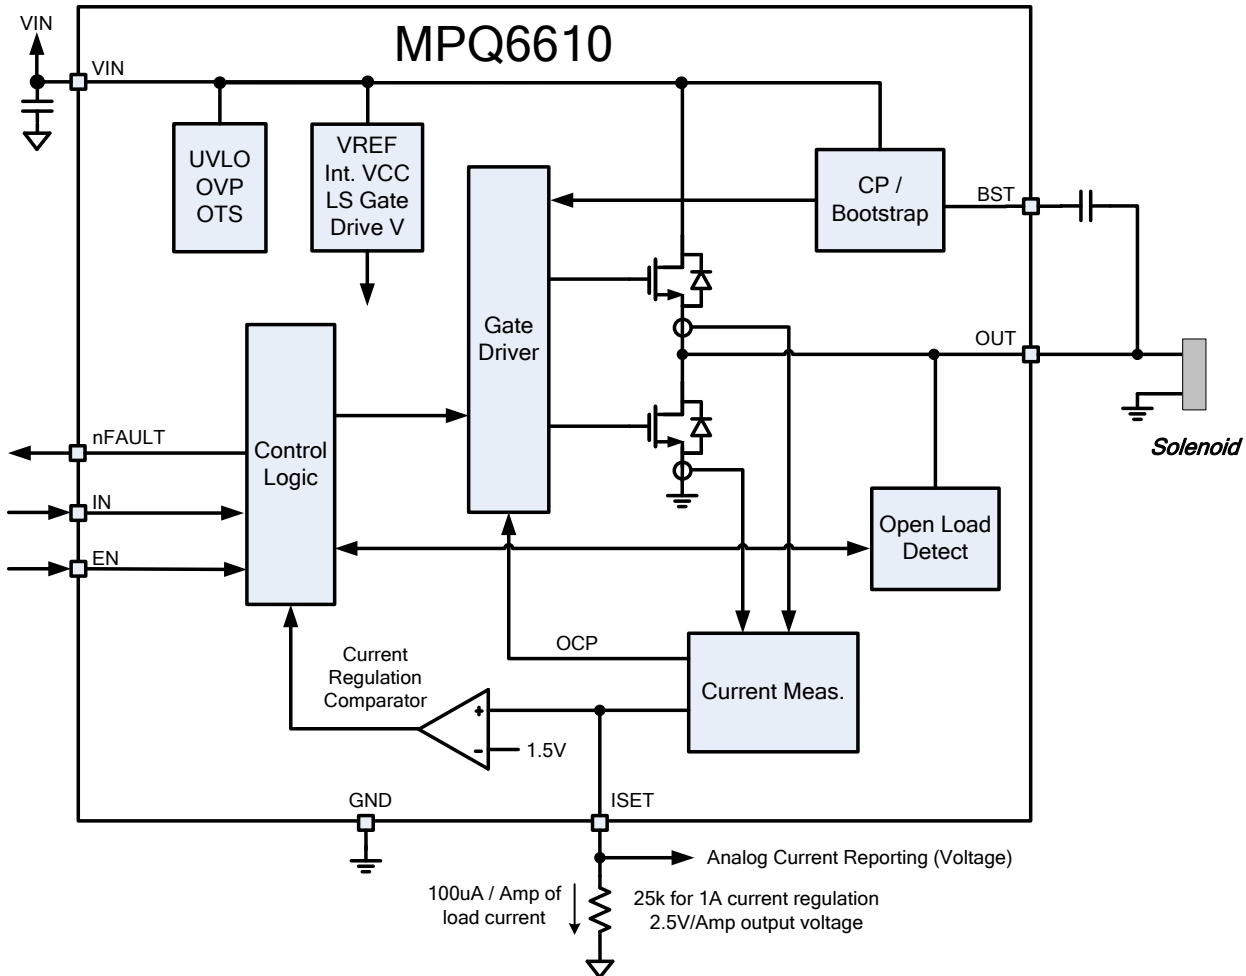 VIN
MPQ6610
VIN
UVLO
OVP
OTS
VREF
Int. VCC
LS Gate
Drive V
CP /
Bootstrap
BST
Gate
Driver
OUT
Solenoid
nFAULT
Control
Logic
IN
EN
Open Load
Detect
OCP
Current
Regulation
Comparator
Current Meas.
+
-
1.5V
GND
ISET
Analog Current Reporting (Voltage)
100uA / Amp of
load current
25k for 1A current regulation
2.5V/Amp output voltage